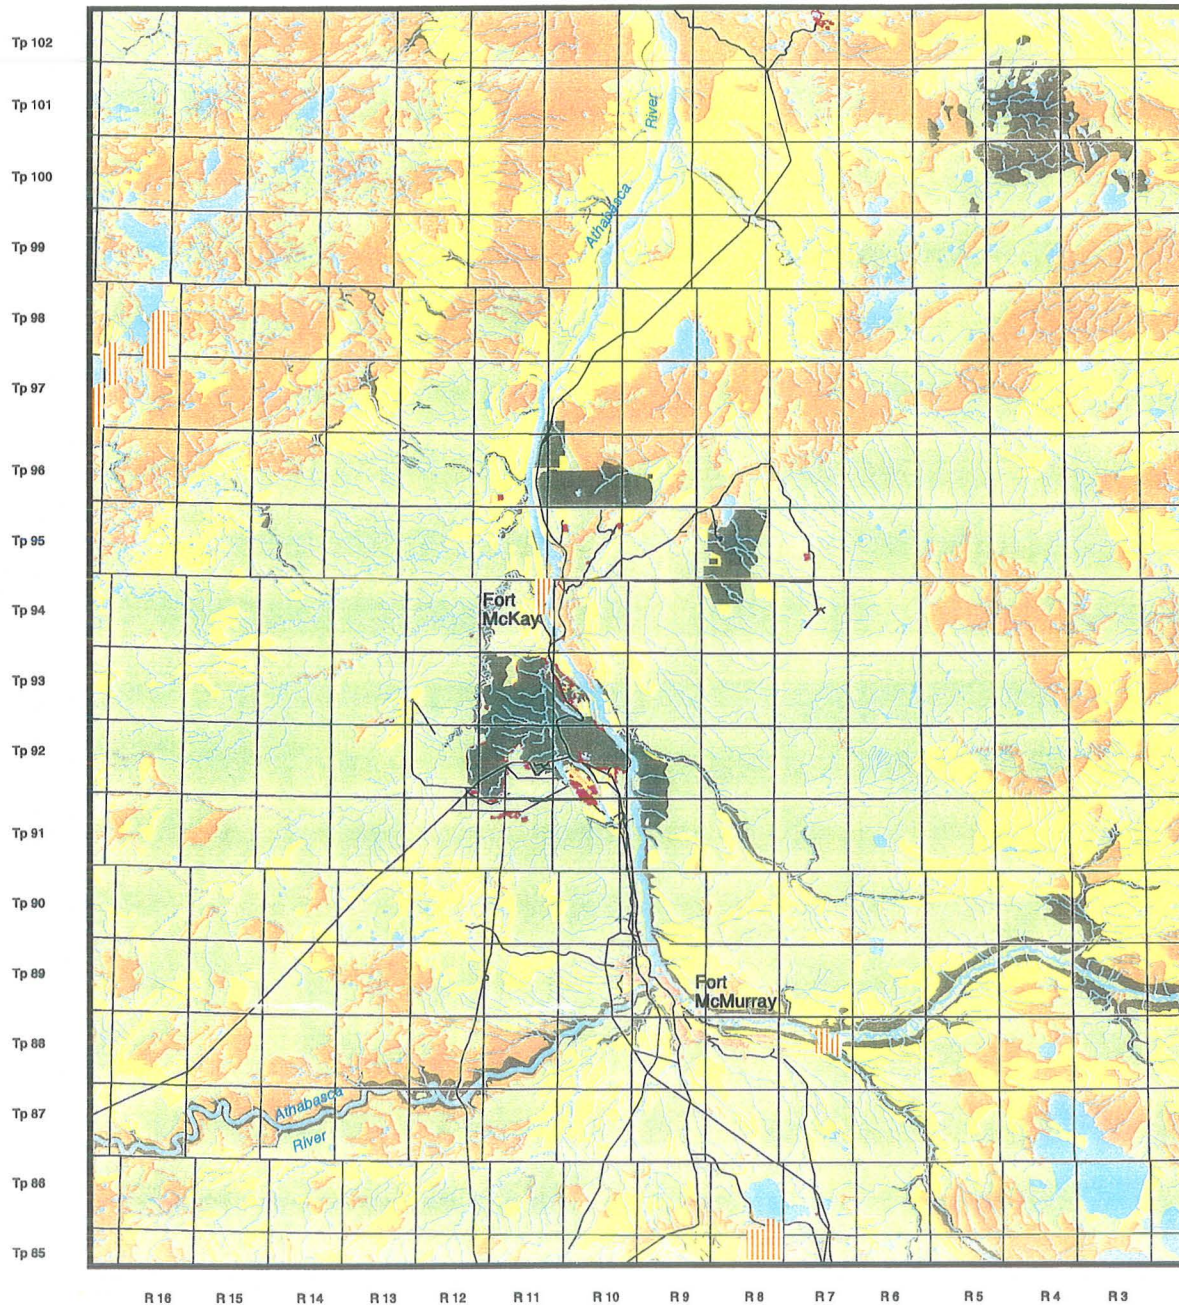 Tp 102
Tp 101
River
Tp 100
Athabasca
Tp 99
Tp 98
Tp 97
Tp 96
Tp 95
Tp 94
Fort
McKay
Tp 93
Tp 92
Tp 91
Tp 90
Tp 89
Fort
McMurray
Tp 88
Tp 87
Athabasca
River
Tp 86
Tp 85
R 16 R 15 R 14 R 13 R 12 R 11 R 10 R 9 R 8 R 7 R 6 R 5 R 4 R 3